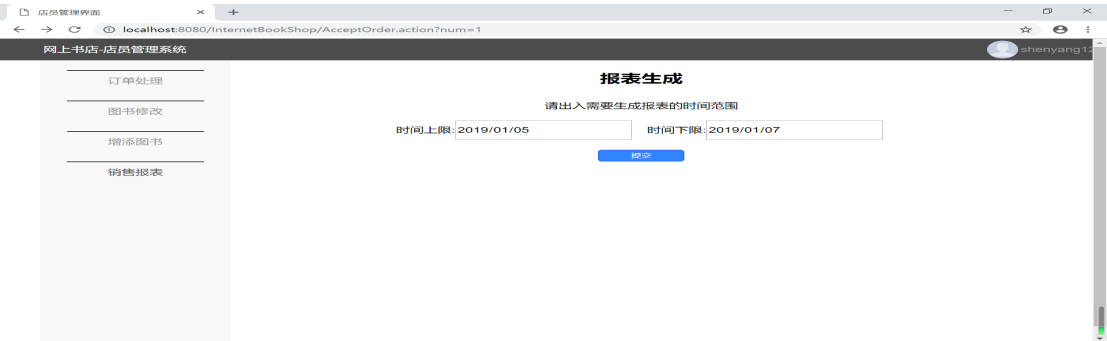 店员管理界面
localhost:8080/InternetBookShop/AcceptOrder.action?num=1
网上书店-店员管理系统
shenyang12
订单处理
图书修改
增添图书
销售报表
报表生成
请出入需要生成报表的时间范围
时间上限:2019/01/05 时间下限:2019/01/07
提交